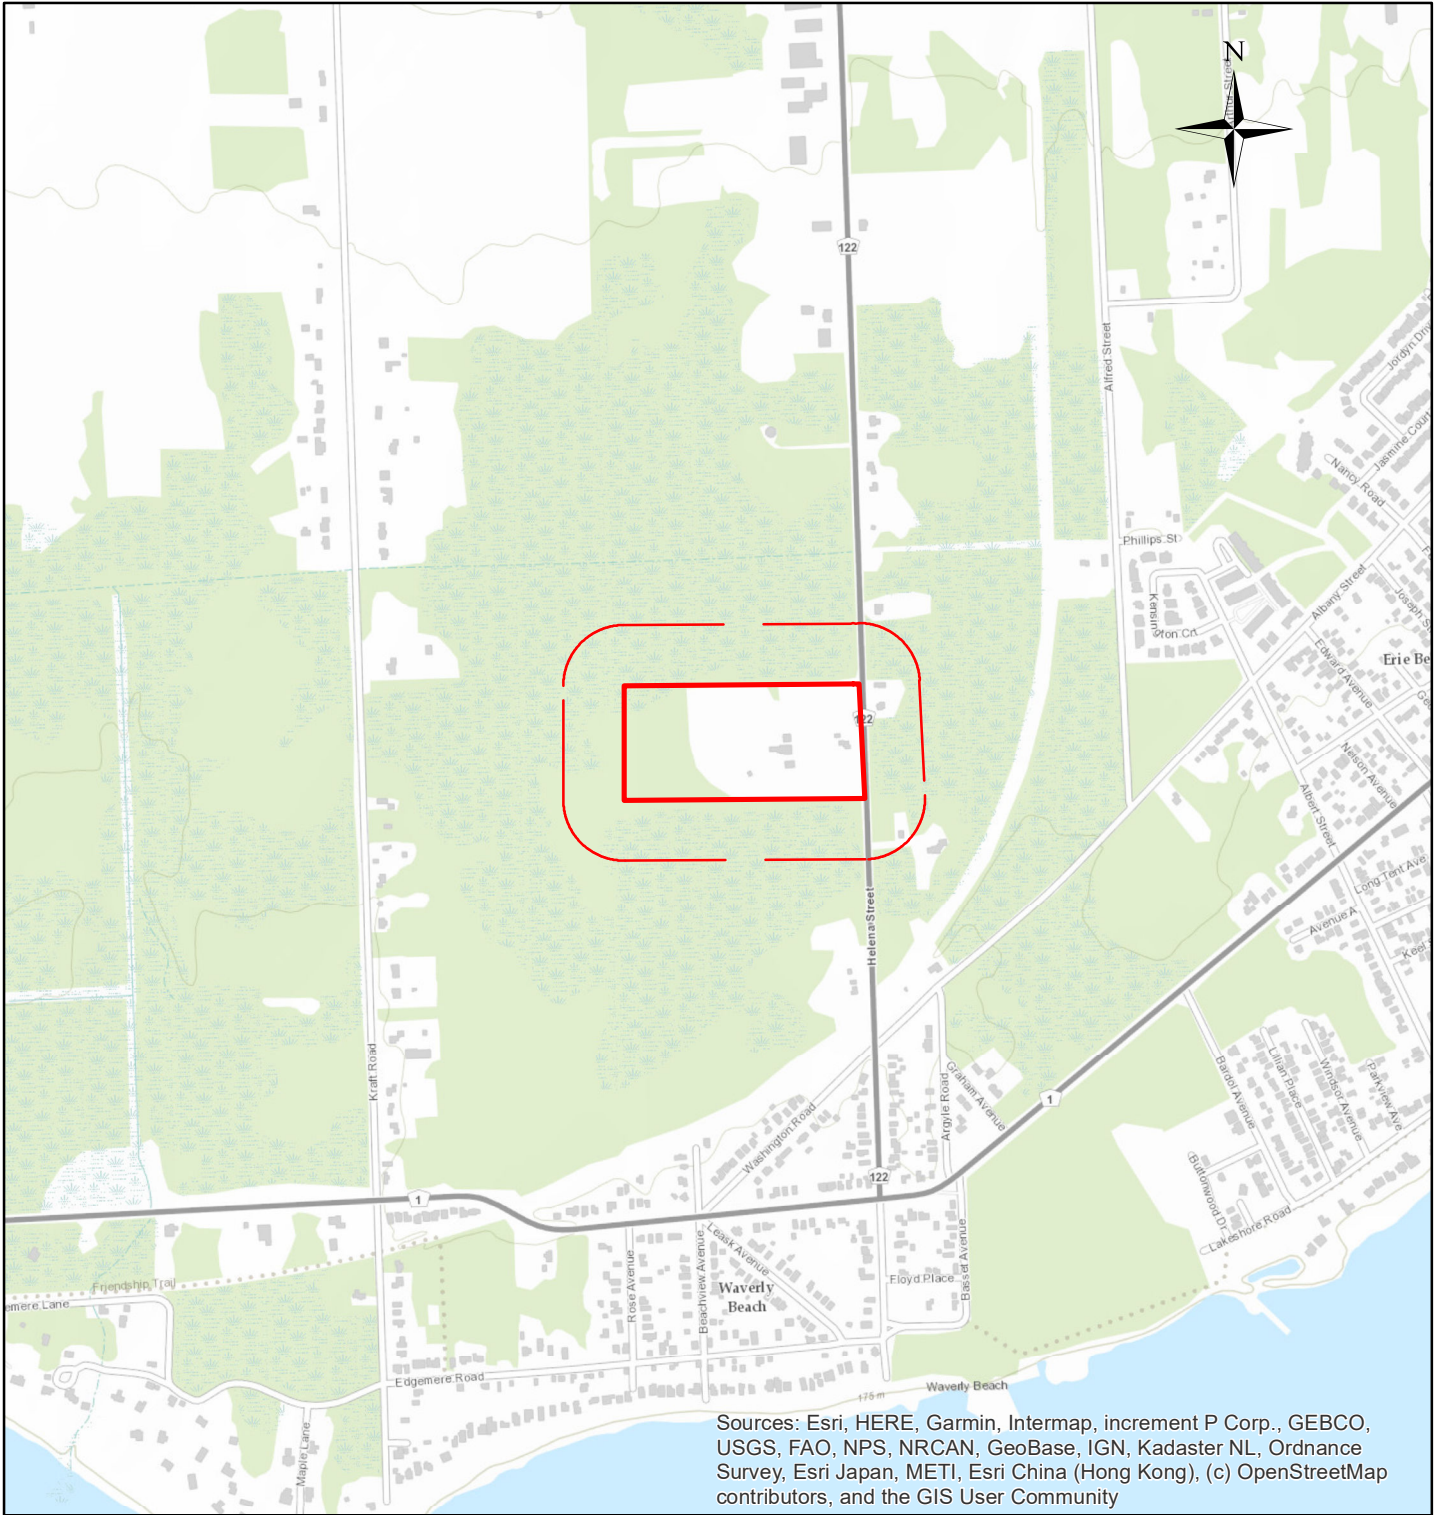 N
Arthur Street
122
Jordyn Drive
Alfred Street
Jasmine Court
Nancy Road
Phillips St
Albany Street
Joseph S
Kensington Crt
Edward Avenue
Erie Be
Geo
122
Nelson Avenue
Albert Street
Long Tent Ave
Avenue A
Keel S
Helena Street
Kraft Road
Graham Avenue
Argyle Road
1
Bardol Avenue
Lillian Place
Windsor Avenue
Parkview Ave
Washington Road
122
1
Buttonwood Dr
Lakeshore Road
Leask Avenue
Beachview Avenue
Rose Avenue
Basset Avenue
Floyd Place
Waverly
Beach
Friendship Trail
emere Lane
Edgemere Road
Waverly Beach
175 m
Maple Lane
Sources: Esri, HERE, Garmin, Intermap, increment P Corp., GEBCO,
USGS, FAO, NPS, NRCAN, GeoBase, IGN, Kadaster NL, Ordnance
Survey, Esri Japan, METI, Esri China (Hong Kong), (c) OpenStreetMap
contributors, and the GIS User Community